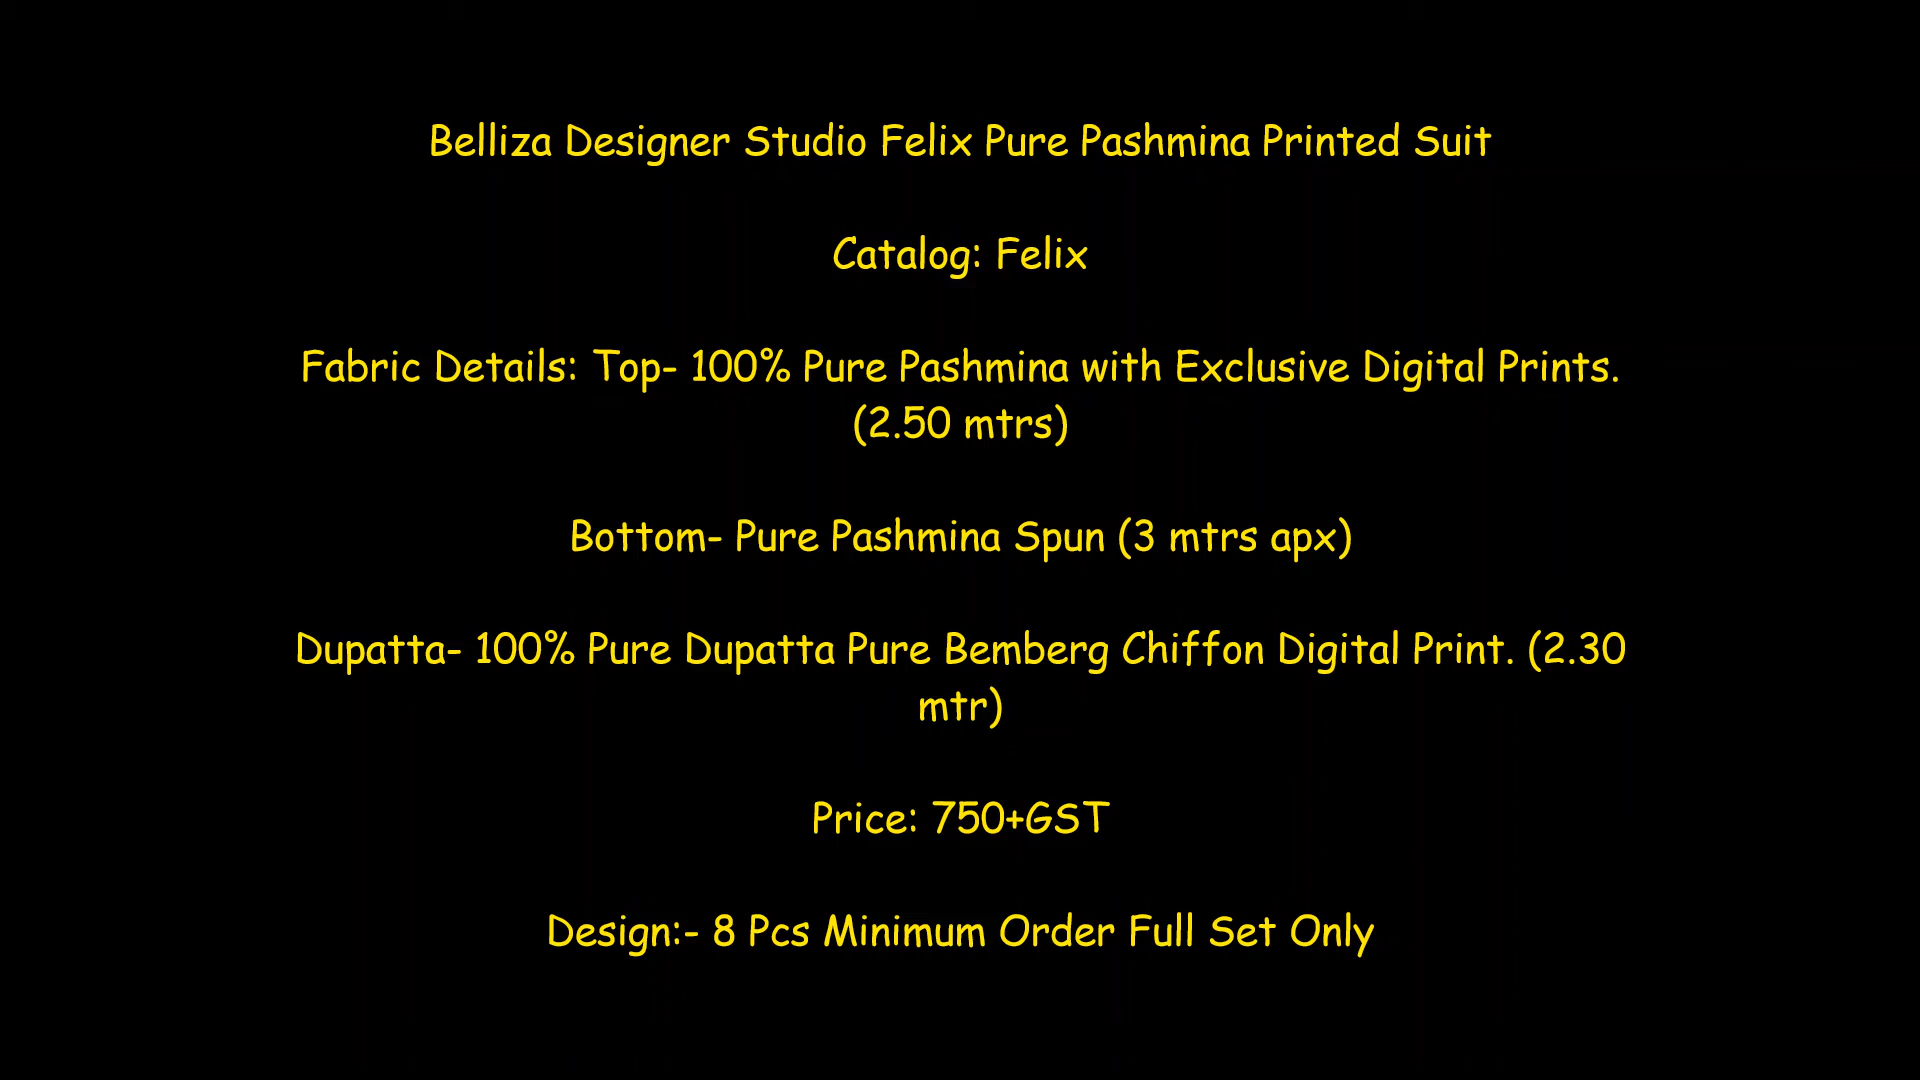 Belliza Designer Studio Felix Pure Pashmina Printed Suit
Catalog: Felix
Fabric Details: Top- 100% Pure Pashmina with Exclusive Digital Prints.
(2.50 mtrs)
Bottom- Pure Pashmina Spun (3 mtrs apx)
Dupatta- 100% Pure Dupatta Pure Bemberg Chiffon Digital Print. (2.30
mtr)
Price: 750+GST
Design:- 8 Pcs Minimum Order Full Set Only